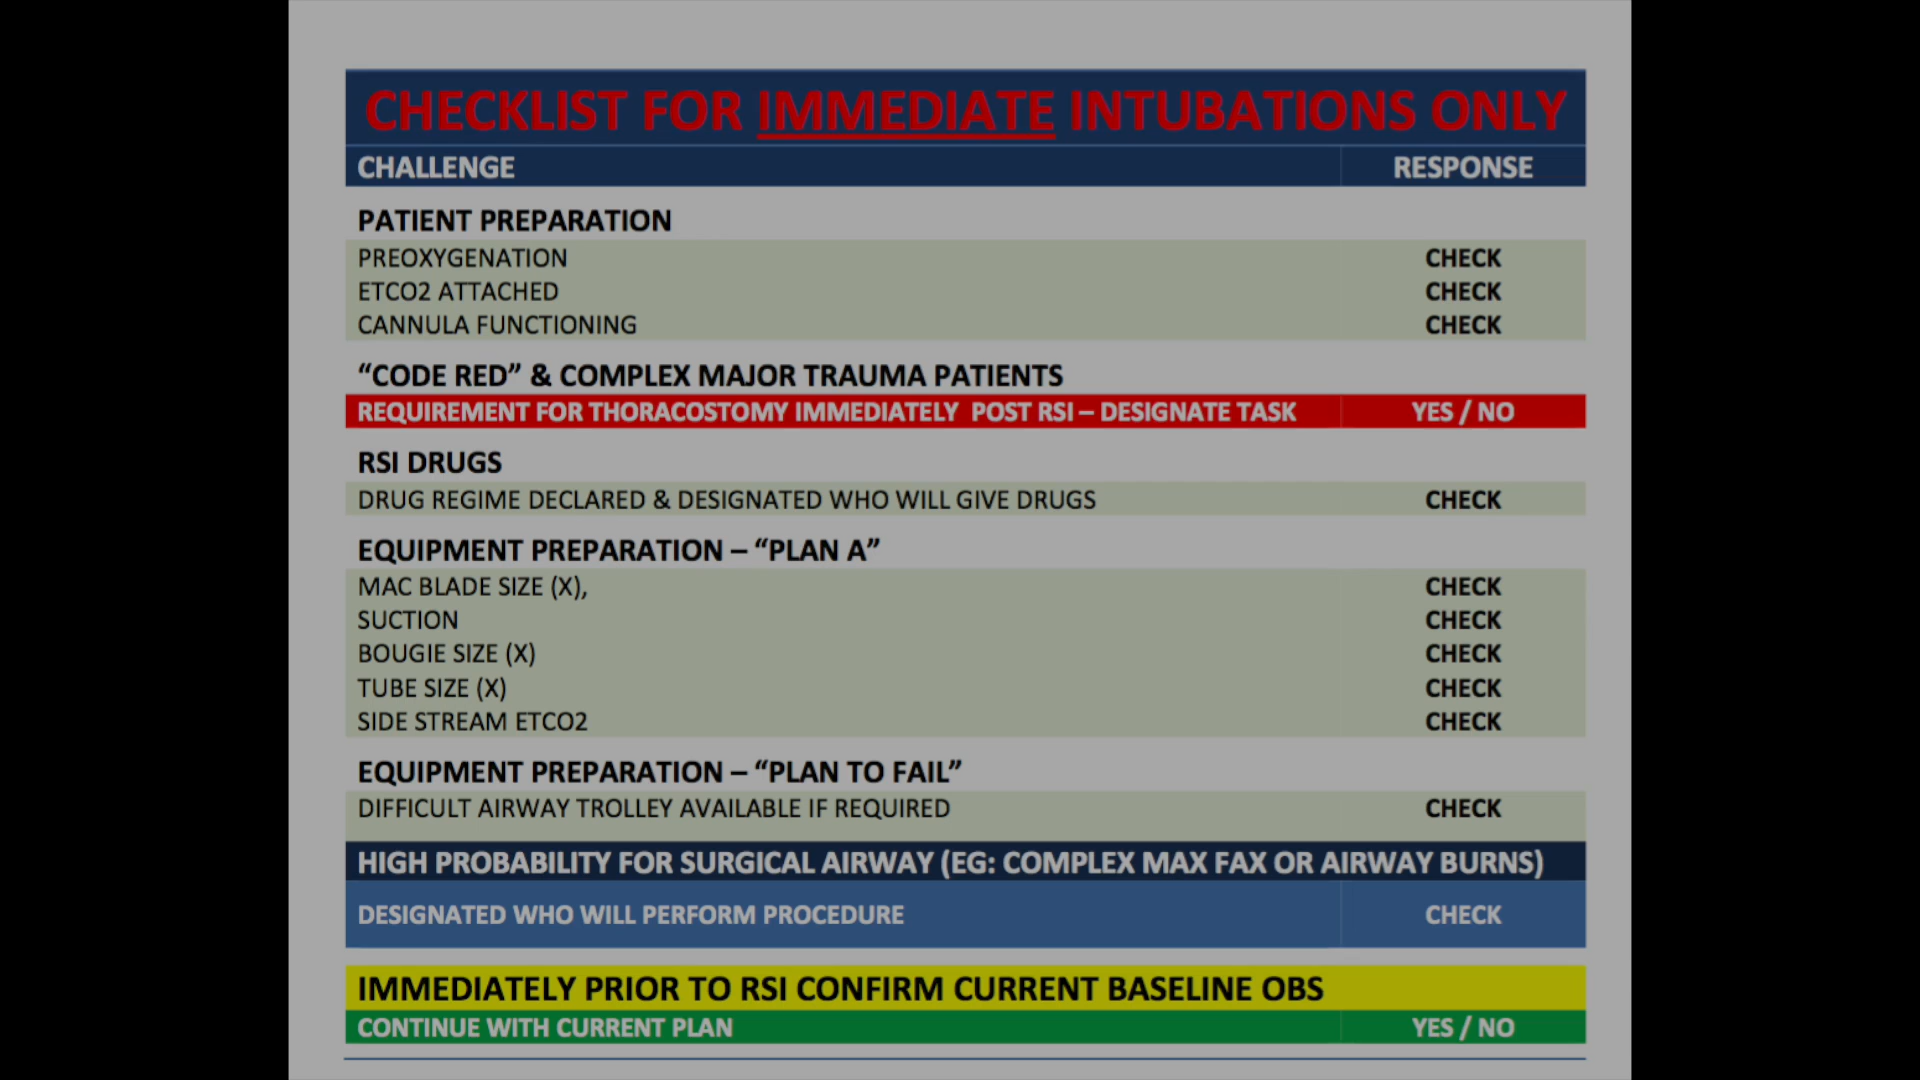 CHECKLIST FOR IMMEDIATE INTUBATIONS ONLY
CHALLENGE RESPONSE
PATIENT PREPARATION
PREOXYGENATION CHECK
ETCO2 ATTACHED CHECK
CANNULA FUNCTIONING CHECK
“CODE RED” & COMPLEX MAJOR TRAUMA PATIENTS
REQUIREMENT FOR THORACOSTOMY IMMEDIATELY POST RSI – DESIGNATE TASK YES / NO
RSI DRUGS
DRUG REGIME DECLARED & DESIGNATED WHO WILL GIVE DRUGS CHECK
EQUIPMENT PREPARATION – “PLAN A”
MAC BLADE SIZE (X), CHECK
SUCTION CHECK
BOUGIE SIZE (X) CHECK
TUBE SIZE (X) CHECK
SIDE STREAM ETCO2 CHECK
EQUIPMENT PREPARATION – “PLAN TO FAIL”
DIFFICULT AIRWAY TROLLEY AVAILABLE IF REQUIRED CHECK
HIGH PROBABILITY FOR SURGICAL AIRWAY (EG: COMPLEX MAX FAX OR AIRWAY BURNS)
DESIGNATED WHO WILL PERFORM PROCEDURE CHECK
IMMEDIATELY PRIOR TO RSI CONFIRM CURRENT BASELINE OBS
CONTINUE WITH CURRENT PLAN YES / NO